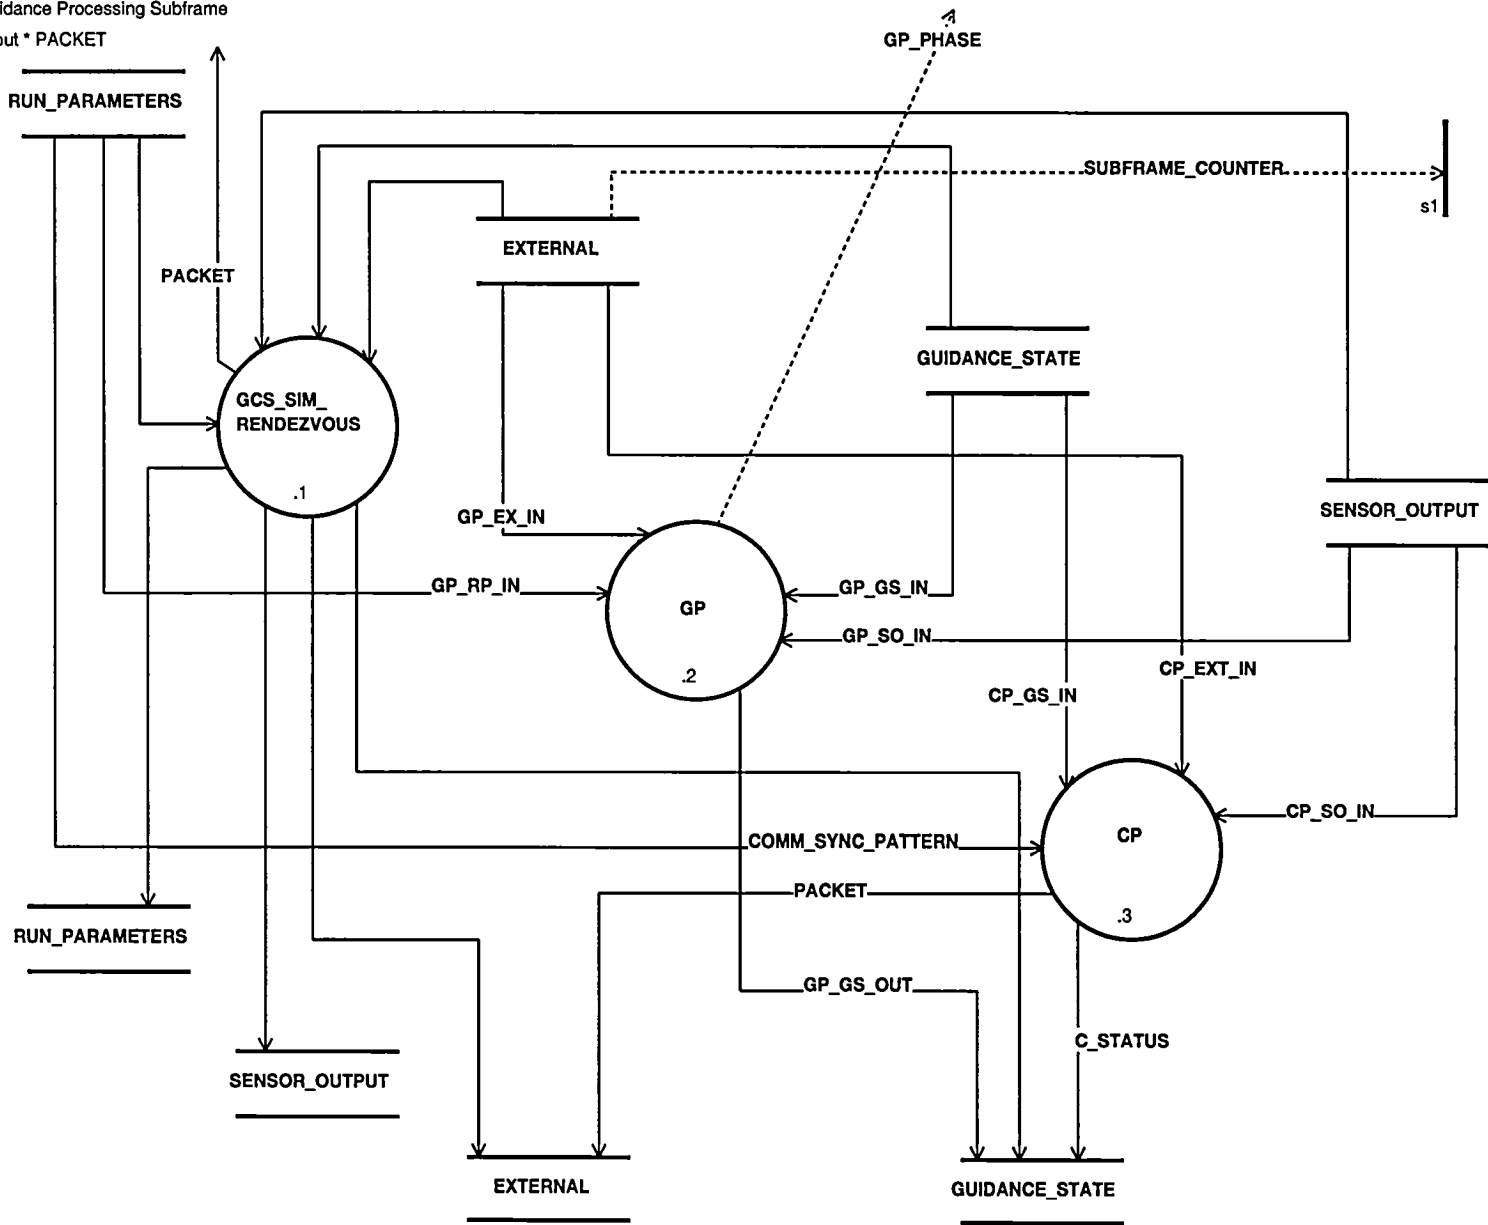 idance Processing Subframe
out * PACKET
GP_PHASE
RUN_PARAMETERS
SUBFRAME_COUNTER
s1
EXTERNAL
PACKET
GUIDANCE_STATE
GCS_SIM_
RENDEZVOUS
.1
GP_EX_IN
SENSOR_OUTPUT
GP_RP_IN
GP_GS_IN
GP
GP_SO_IN
.2
CP_EXT_IN
CP_GS_IN
CP_SO_IN
COMM_SYNC_PATTERN
CP
PACKET
.3
RUN_PARAMETERS
GP_GS_OUT
C_STATUS
SENSOR_OUTPUT
EXTERNAL
GUIDANCE_STATE